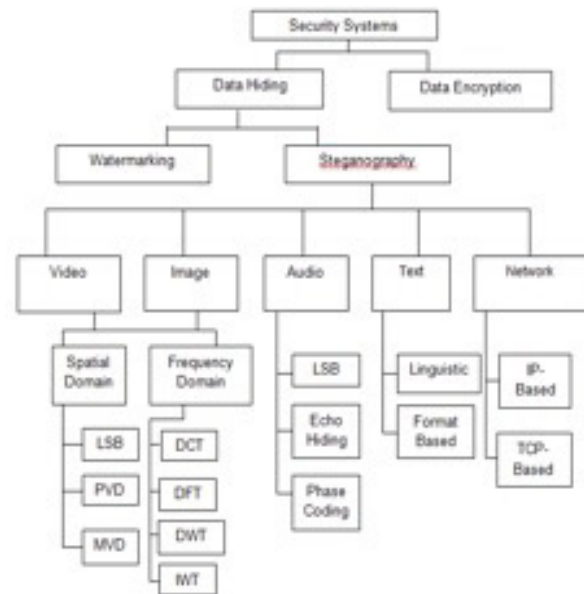 Security Systems
Data Hiding
Data Encryption
Watermarking
Steganography
Video
Image
Audio
Text
Network
Spatial
Domain
Frequency
Domain
LSB
PVD
MVD
DCT
DFT
DWT
IWT
LSB
Echo
Hiding
Phase
Coding
Linguistic
Format
Based
IP-
Based
TCP-
Based